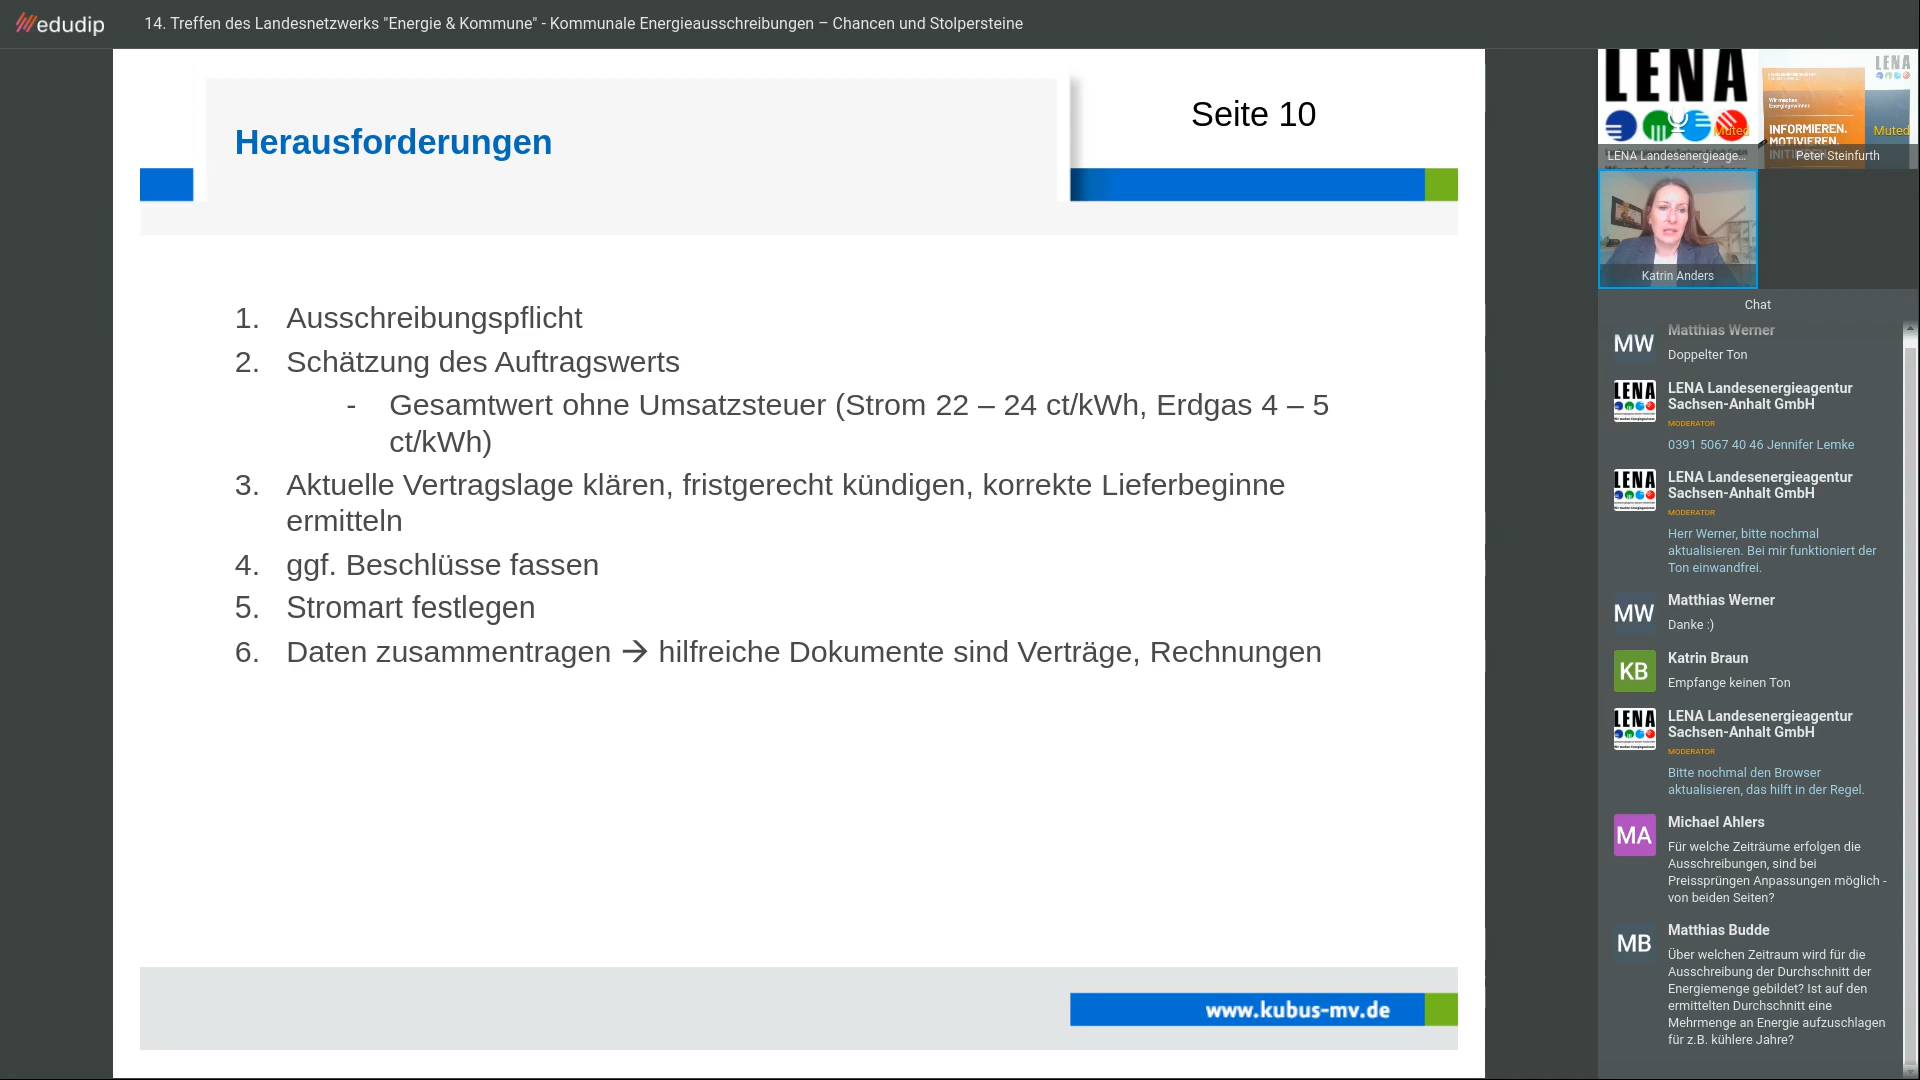 edudip
14. Treffen des Landesnetzwerks "Energie & Kommune" - Kommunale Energieausschreibungen – Chancen und Stolpersteine
Herausforderungen
Seite 10
1. Ausschreibungspflicht
2. Schätzung des Auftragswerts
- Gesamtwert ohne Umsatzsteuer (Strom 22 – 24 ct/kWh, Erdgas 4 – 5
ct/kWh)
3. Aktuelle Vertragslage klären, fristgerecht kündigen, korrekte Lieferbeginne
ermitteln
4. ggf. Beschlüsse fassen
5. Stromart festlegen
6. Daten zusammentragen → hilfreiche Dokumente sind Verträge, Rechnungen
www.kubus-mv.de
LENA
Muted
LENA Landesenergieage...
LENA
Wir machen
Energiegewinner.
INFORMIEREN.
MOTIVIEREN.
Muted
Peter Steinfurth
Katrin Anders
Chat
MW
Matthias Werner
Doppelter Ton
LENA
LENA Landesenergieagentur
Sachsen-Anhalt GmbH
MODERATOR
0391 5067 40 46 Jennifer Lemke
LENA
LENA Landesenergieagentur
Sachsen-Anhalt GmbH
MODERATOR
Herr Werner, bitte nochmal
aktualisieren. Bei mir funktioniert der
Ton einwandfrei.
MW
Matthias Werner
Danke :)
KB
Katrin Braun
Empfange keinen Ton
LENA
LENA Landesenergieagentur
Sachsen-Anhalt GmbH
MODERATOR
Bitte nochmal den Browser
aktualisieren, das hilft in der Regel.
MA
Michael Ahlers
Für welche Zeiträume erfolgen die
Ausschreibungen, sind bei
Preissprüngen Anpassungen möglich -
von beiden Seiten?
MB
Matthias Budde
Über welchen Zeitraum wird für die
Ausschreibung der Durchschnitt der
Energiemenge gebildet? Ist auf den
ermittelten Durchschnitt eine
Mehrmenge an Energie aufzuschlagen
für z.B. kühlere Jahre?